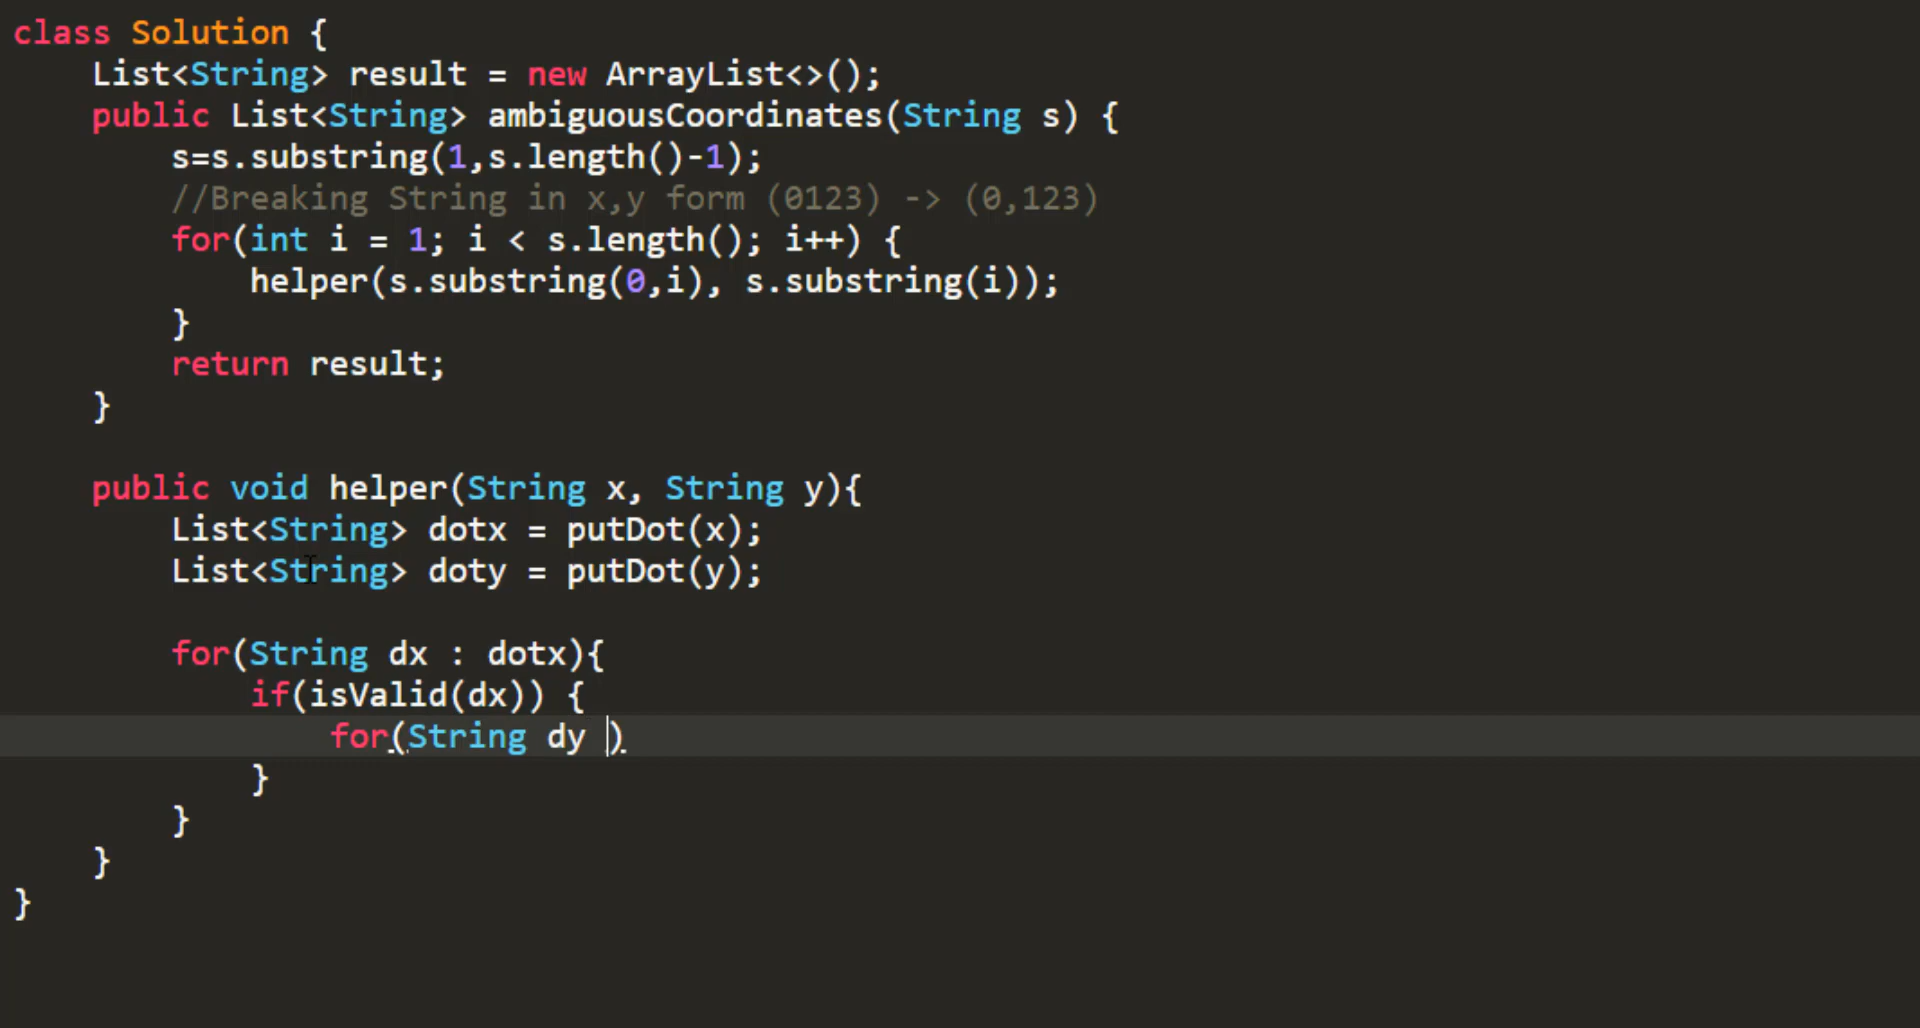 class Solution {
    List<String> result = new ArrayList<>();
    public List<String> ambiguousCoordinates(String s) {
        s=s.substring(1,s.length()-1);
        //Breaking String in x,y form (0123) -> (0,123)
        for(int i = 1; i < s.length(); i++) {
            helper(s.substring(0,i), s.substring(i));
        }
        return result;
    }

    public void helper(String x, String y){
        List<String> dotx = putDot(x);
        List<String> doty = putDot(y);

        for(String dx : dotx){
            if(isValid(dx)) {
                for(String dy )
            }
        }
    }
}